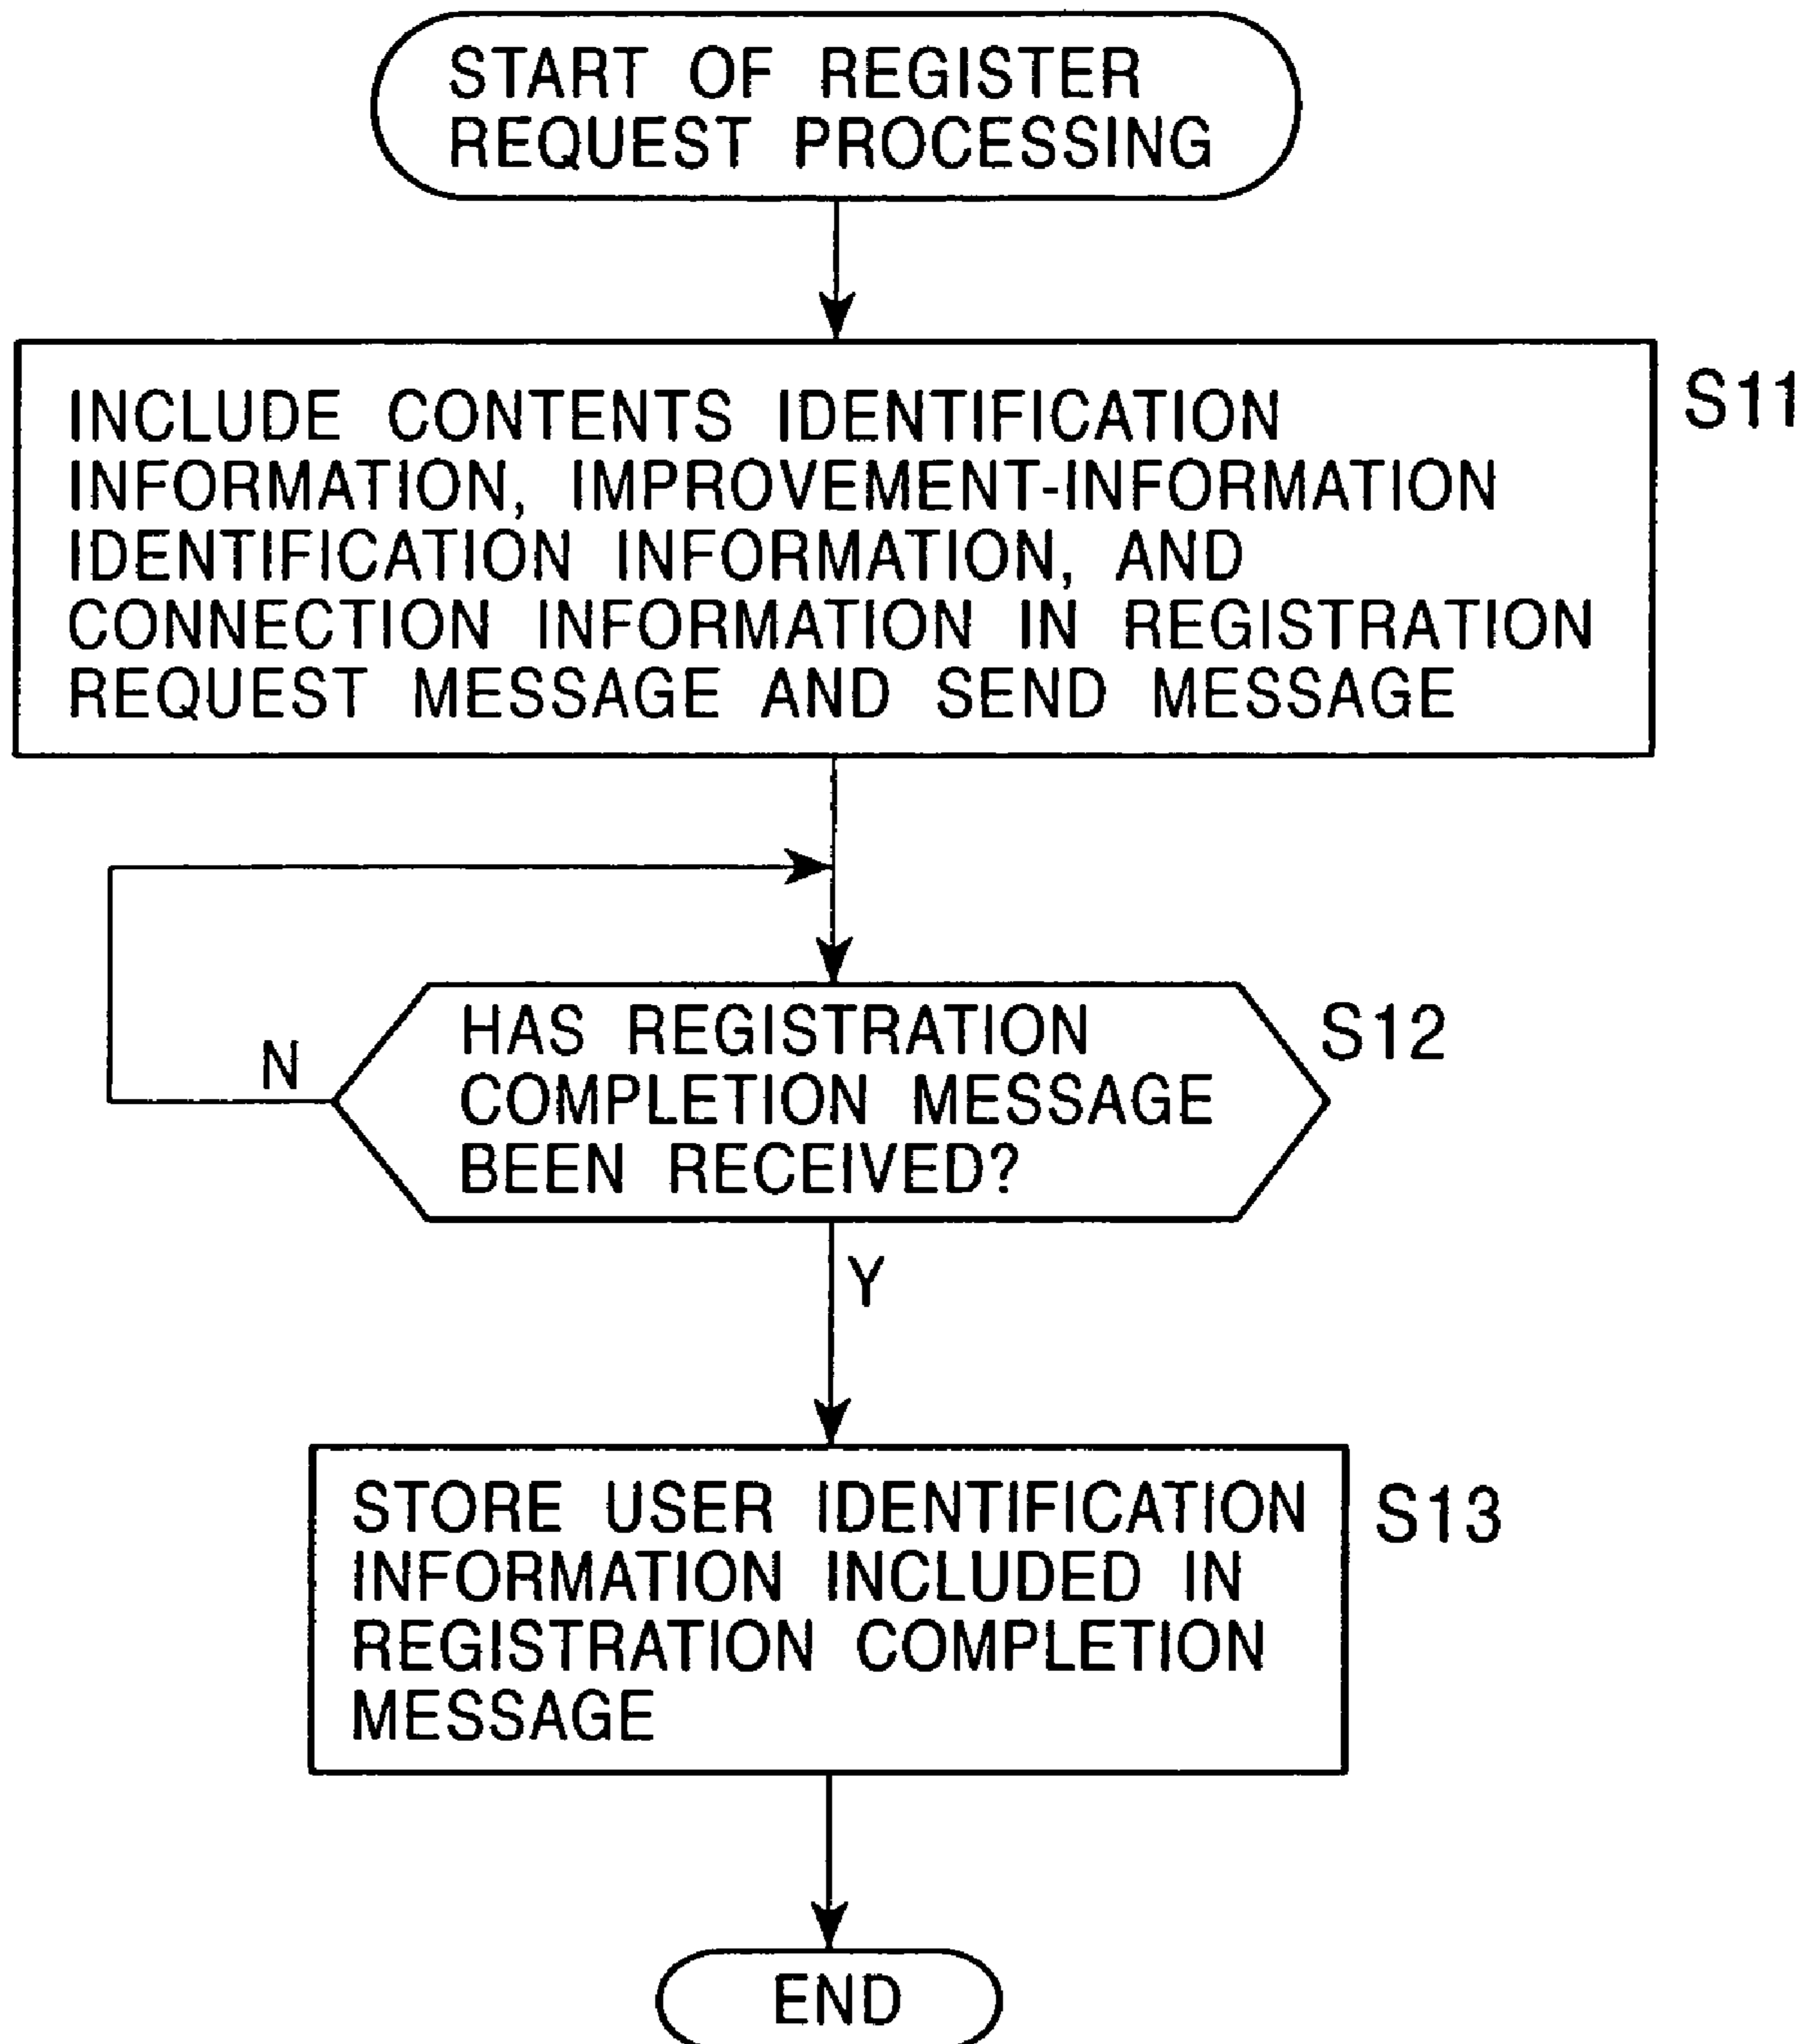 START OF REGISTER
REQUEST PROCESSING
INCLUDE CONTENTS IDENTIFICATION
INFORMATION, IMPROVEMENT-INFORMATION
IDENTIFICATION INFORMATION, AND
CONNECTION INFORMATION IN REGISTRATION
REQUEST MESSAGE AND SEND MESSAGE
S11
HAS REGISTRATION
COMPLETION MESSAGE
BEEN RECEIVED?
S12
N
Y
STORE USER IDENTIFICATION
INFORMATION INCLUDED IN
REGISTRATION COMPLETION
MESSAGE
S13
END